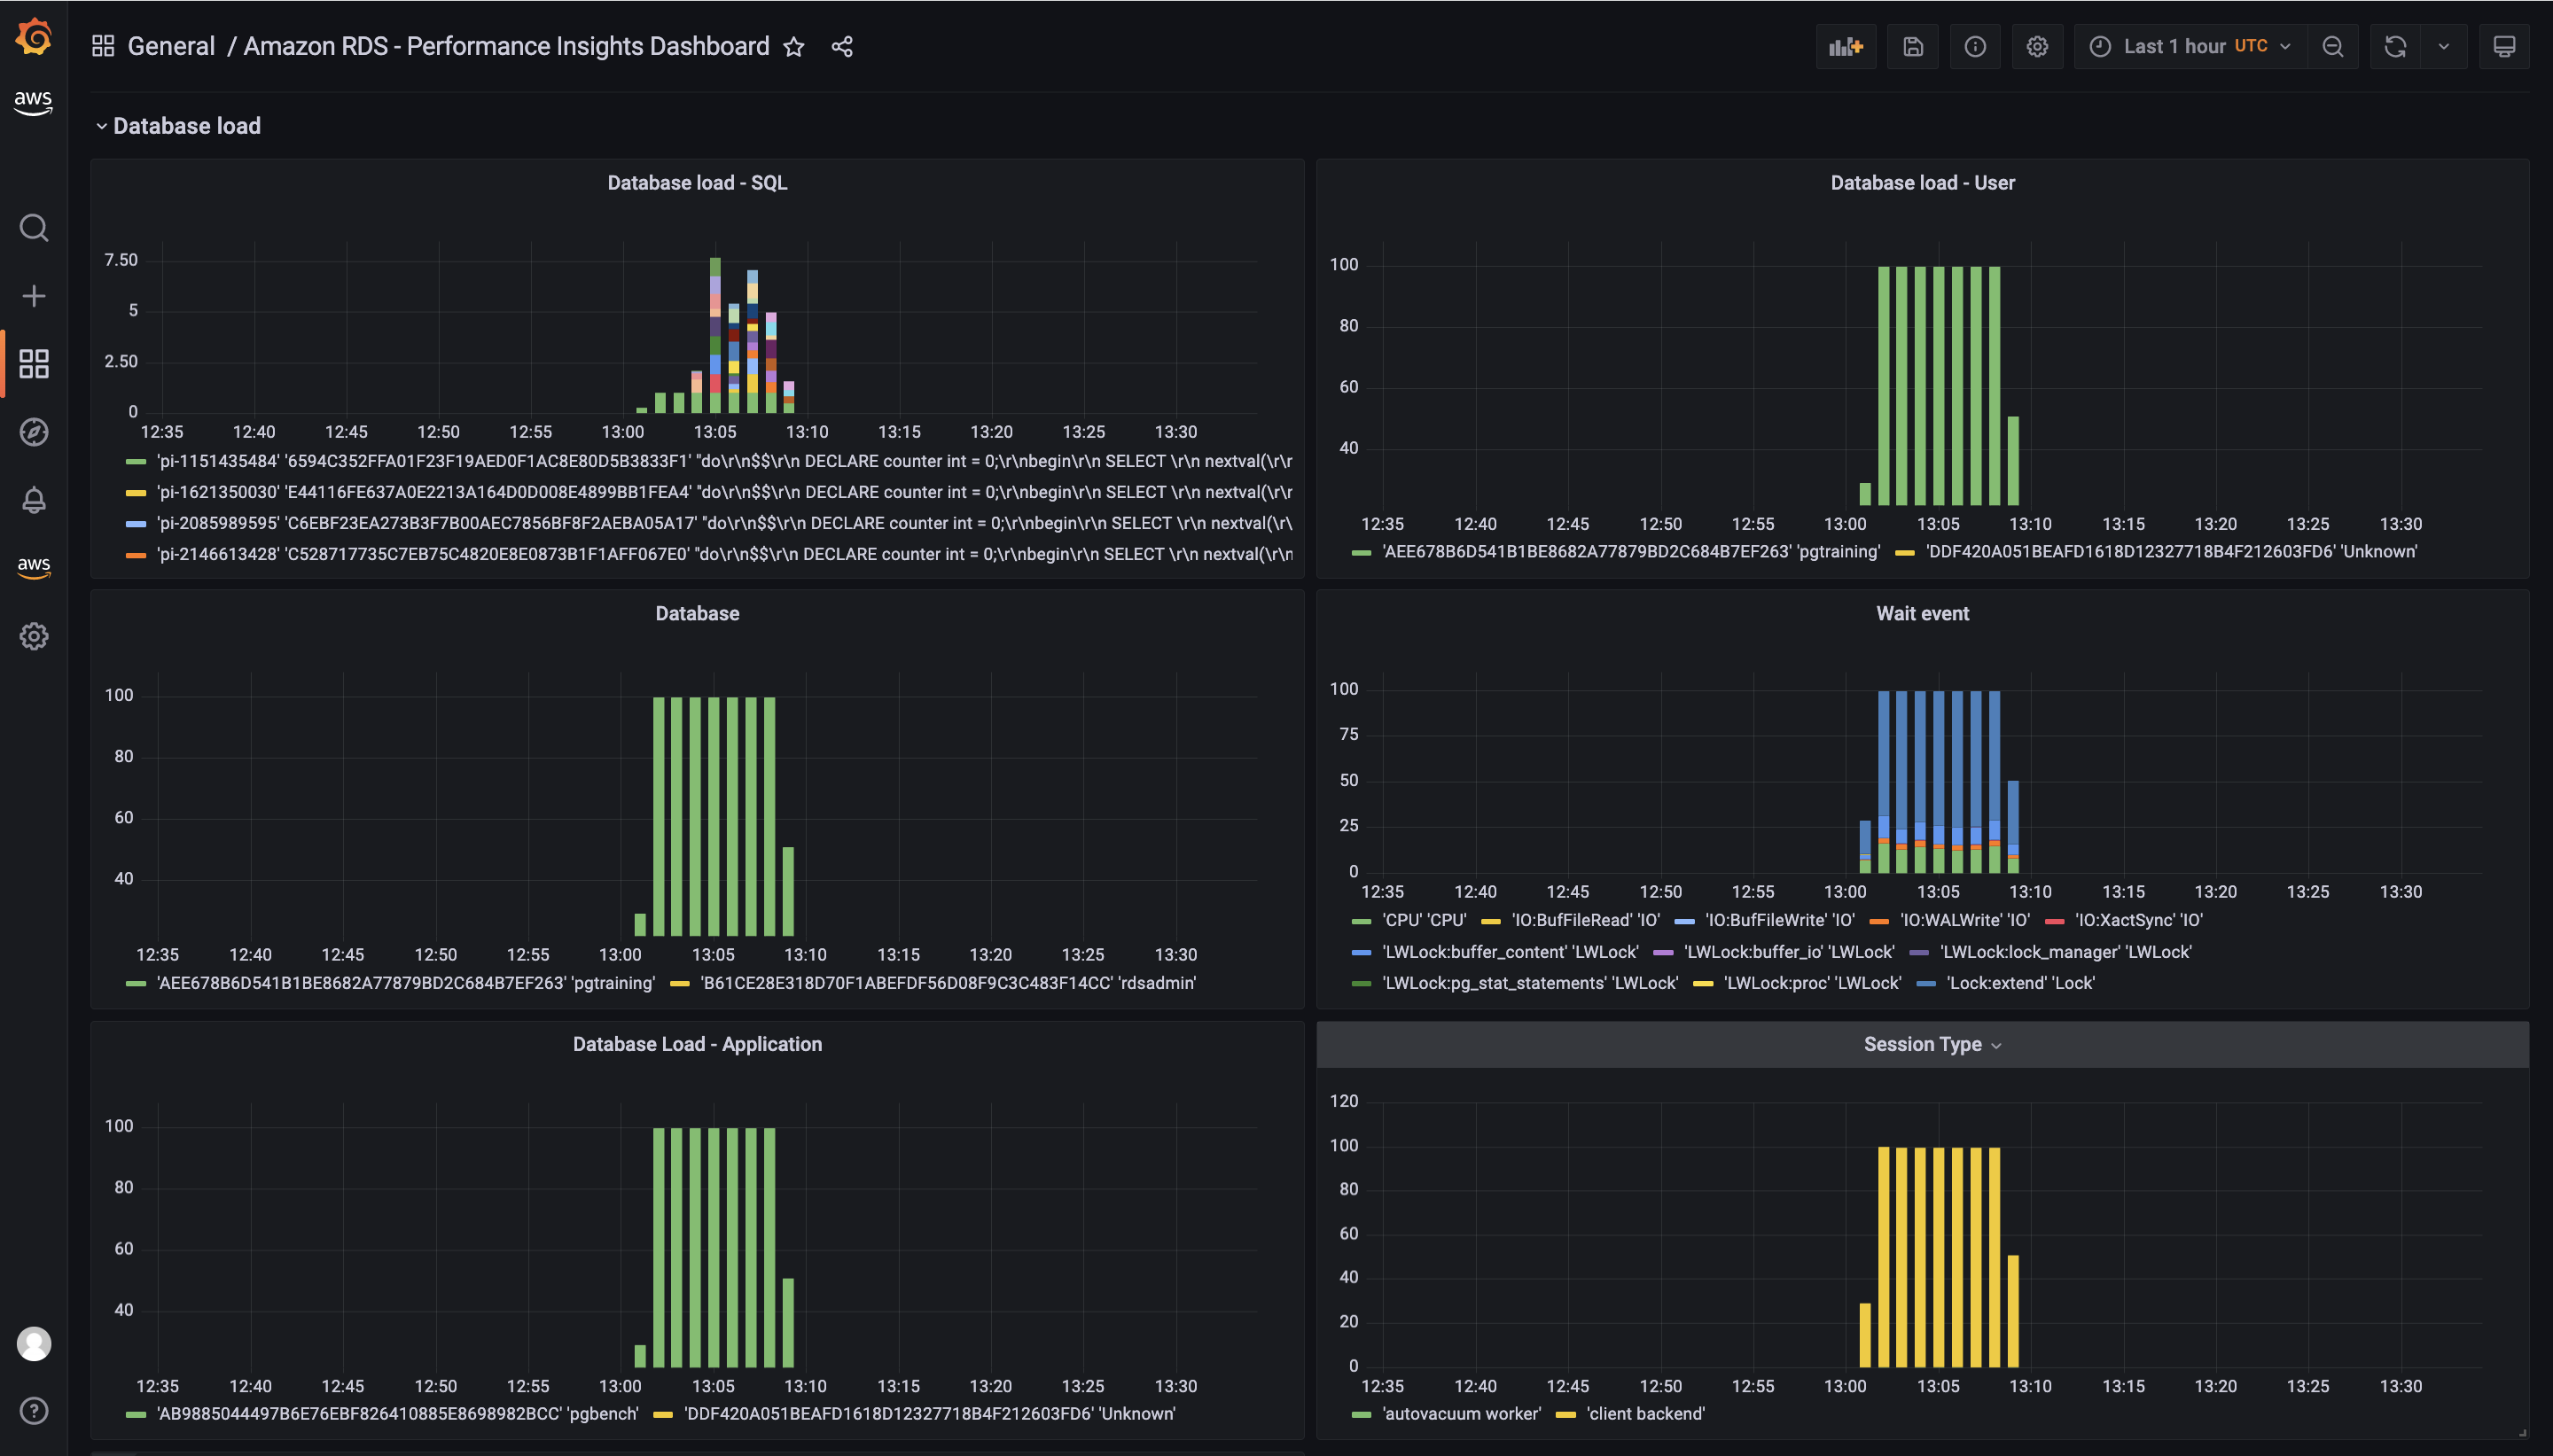 General / Amazon RDS - Performance Insights Dashboard
Last 1 hour UTC
aws
Database load
Database load - SQL
7.50
5
2.50
0
12:35 12:40 12:45 12:50 12:55 13:00 13:05 13:10 13:15 13:20 13:25 13:30
'pi-1151435484' '6594C352FFA01F23F19AED0F1AC8E80D5B3833F1' "do\r\n$$\r\n DECLARE counter int = 0;\r\nbegin\r\n SELECT \r\n nextval(\r\r
'pi-1621350030' 'E44116FE637A0E2213A164D0D008E4899BB1FEA4' "do\r\n$$\r\n DECLARE counter int = 0;\r\nbegin\r\n SELECT \r\n nextval(\r\r
'pi-2085989595' 'C6EBF23EA273B3F7B00AEC7856BF8F2AEBA05A17' "do\r\n$$\r\n DECLARE counter int = 0;\r\nbegin\r\n SELECT \r\n nextval(\r\
'pi-2146613428' 'C528717735C7EB75C4820E8E0873B1F1AFF067E0' "do\r\n$$\r\n DECLARE counter int = 0;\r\nbegin\r\n SELECT \r\n nextval(\r\n
Database load - User
100
80
60
40
12:35 12:40 12:45 12:50 12:55 13:00 13:05 13:10 13:15 13:20 13:25 13:30
'AEE678B6D541B1BE8682A77879BD2C684B7EF263' 'pgtraining' 'DDF420A051BEAFD1618D12327718B4F212603FD6' 'Unknown'
aws
Database
100
80
60
40
12:35 12:40 12:45 12:50 12:55 13:00 13:05 13:10 13:15 13:20 13:25 13:30
'AEE678B6D541B1BE8682A77879BD2C684B7EF263' 'pgtraining' 'B61CE28E318D70F1ABEFDF56D08F9C3C483F14CC' 'rdsadmin'
Wait event
100
75
50
25
0
12:35 12:40 12:45 12:50 12:55 13:00 13:05 13:10 13:15 13:20 13:25 13:30
'CPU' 'CPU' 'IO:BufFileRead' 'IO' 'IO:BufFileWrite' 'IO' 'IO:WALWrite' 'IO' 'IO:XactSync' 'IO'
'LWLock:buffer_content' 'LWLock' 'LWLock:buffer_io' 'LWLock' 'LWLock:lock_manager' 'LWLock'
'LWLock:pg_stat_statements' 'LWLock' 'LWLock:proc' 'LWLock' 'Lock:extend' 'Lock'
Database Load - Application
100
80
60
40
12:35 12:40 12:45 12:50 12:55 13:00 13:05 13:10 13:15 13:20 13:25 13:30
'AB9885044497B6E76EBF826410885E8698982BCC' 'pgbench' 'DDF420A051BEAFD1618D12327718B4F212603FD6' 'Unknown'
Session Type
120
100
80
60
40
20
0
12:35 12:40 12:45 12:50 12:55 13:00 13:05 13:10 13:15 13:20 13:25 13:30
'autovacuum worker' 'client backend'